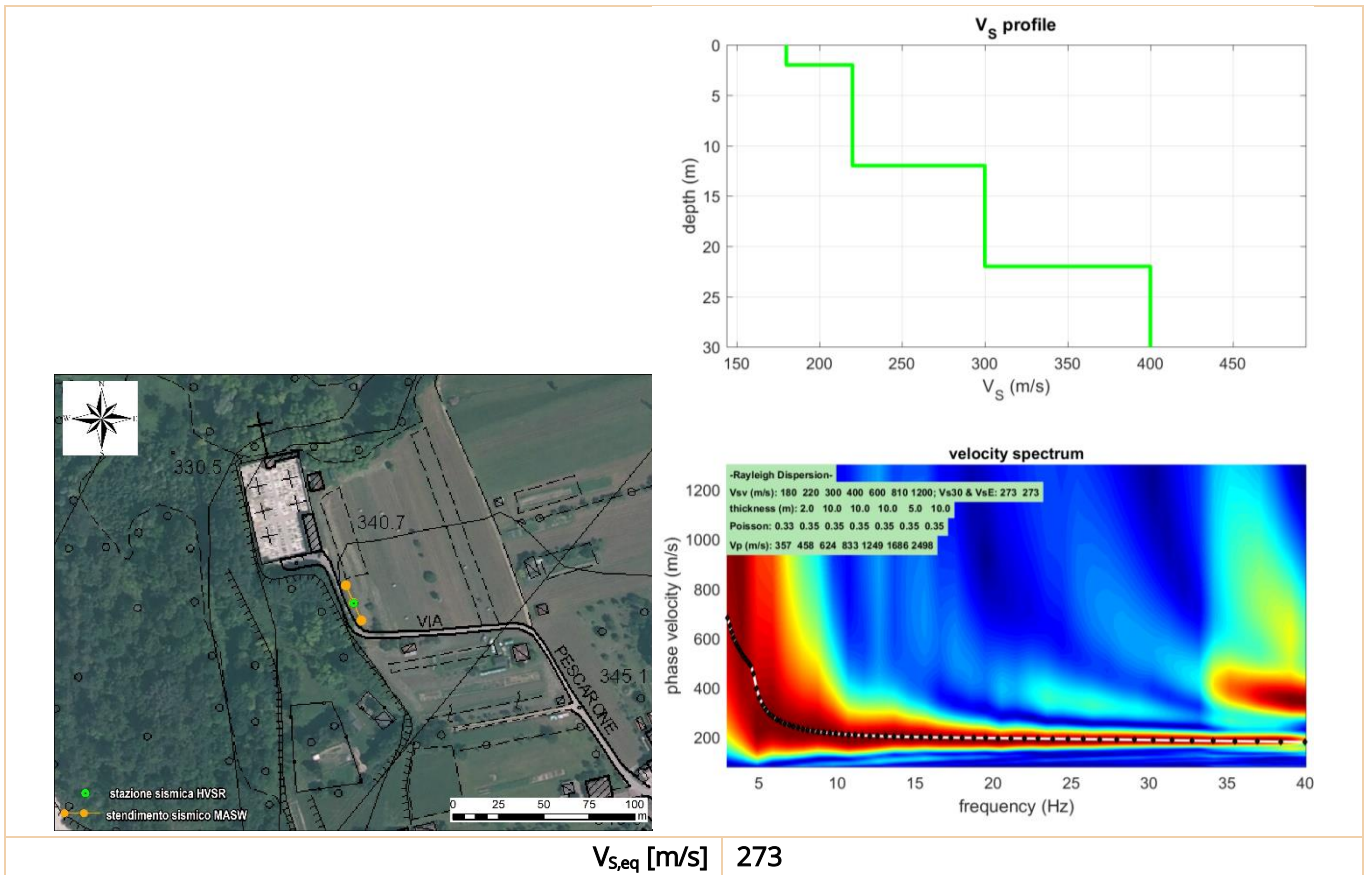 V_S profile
0
5
10
15
20
25
30
depth (m)
150 200 250 300 350 400 450
V_S (m/s)
N
W E
S
330.5
340.7
VIA
PESCARONE
345.1
stazione sismica HVSR
stendimento sismico MASW
0 25 50 75 100
m
velocity spectrum
-Rayleigh Dispersion-
Vsv (m/s): 180 220 300 400 600 810 1200; Vs30 & VsE: 273 273
thickness (m): 2.0 10.0 10.0 10.0 5.0 10.0
Poisson: 0.33 0.35 0.35 0.35 0.35 0.35 0.35
Vp (m/s): 357 458 624 833 1249 1686 2498
1200
1000
800
600
400
200
phase velocity (m/s)
5 10 15 20 25 30 35 40
frequency (Hz)
V_S,eq [m/s] 273